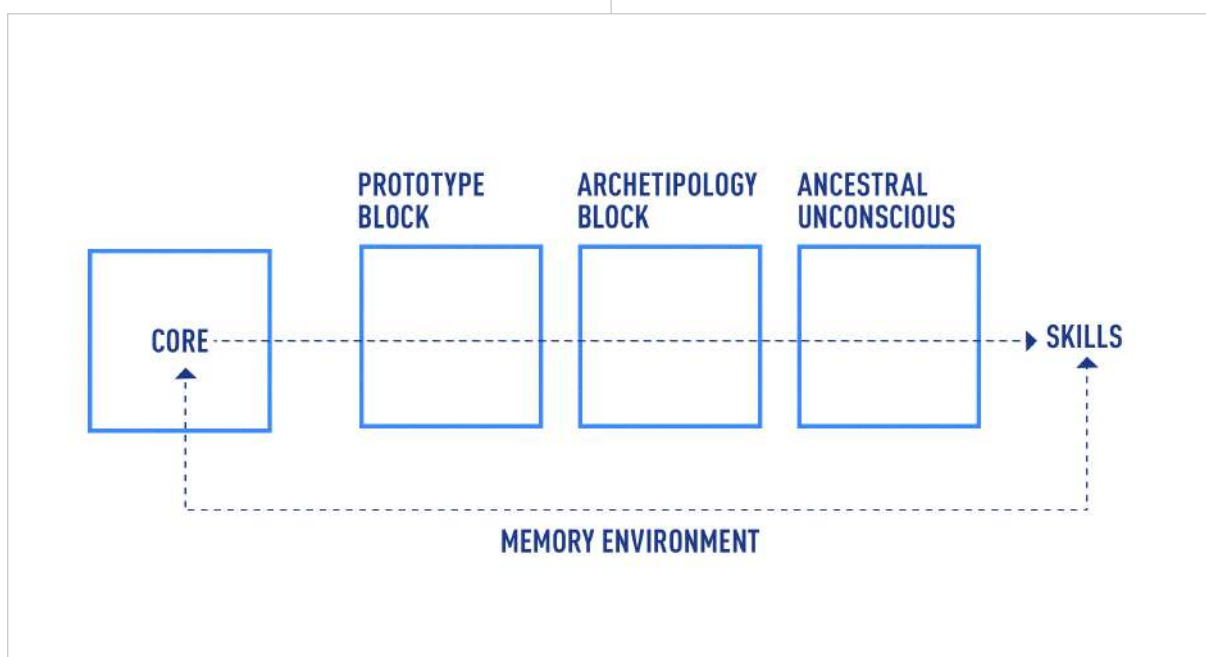 PROTOTYPE
BLOCK
ARCHETIPOLOGY
BLOCK
ANCESTRAL
UNCONSCIOUS
CORE
SKILLS
MEMORY ENVIRONMENT